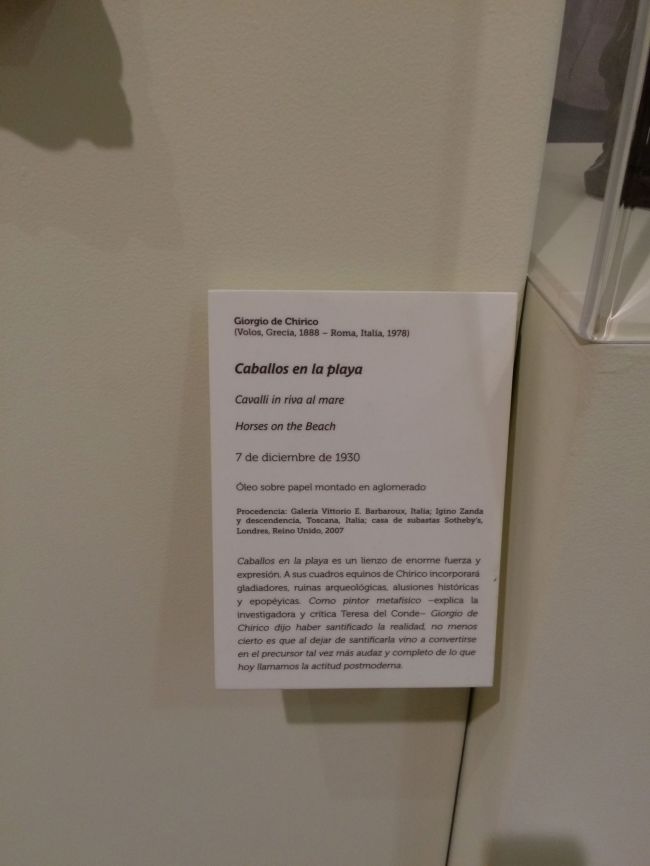 Giorgio de Chirico
(Volos, Grecia, 1888 – Roma, Italia, 1978)
Caballos en la playa
Cavalli in riva al mare
Horses on the Beach
7 de diciembre de 1930
Óleo sobre papel montado en aglomerado
Procedencia: Galería Vittorio E. Barbaroux, Italia; Igino Zanda
y descendencia, Toscana, Italia; casa de subastas Sotheby's,
Londres, Reino Unido, 2007
Caballos en la playa es un lienzo de enorme fuerza y
expresión. A sus cuadros equinos de Chirico incorporará
gladiadores, ruinas arqueológicas, alusiones históricas
y epopéyicas. Como pintor metafísico –explica la
investigadora y crítica Teresa del Conde– Giorgio de
Chirico dijo haber santificado la realidad, no menos
cierto es que al dejar de santificarla vino a convertirse
en el precursor tal vez más audaz y completo de lo que
hoy llamamos la actitud postmoderna.